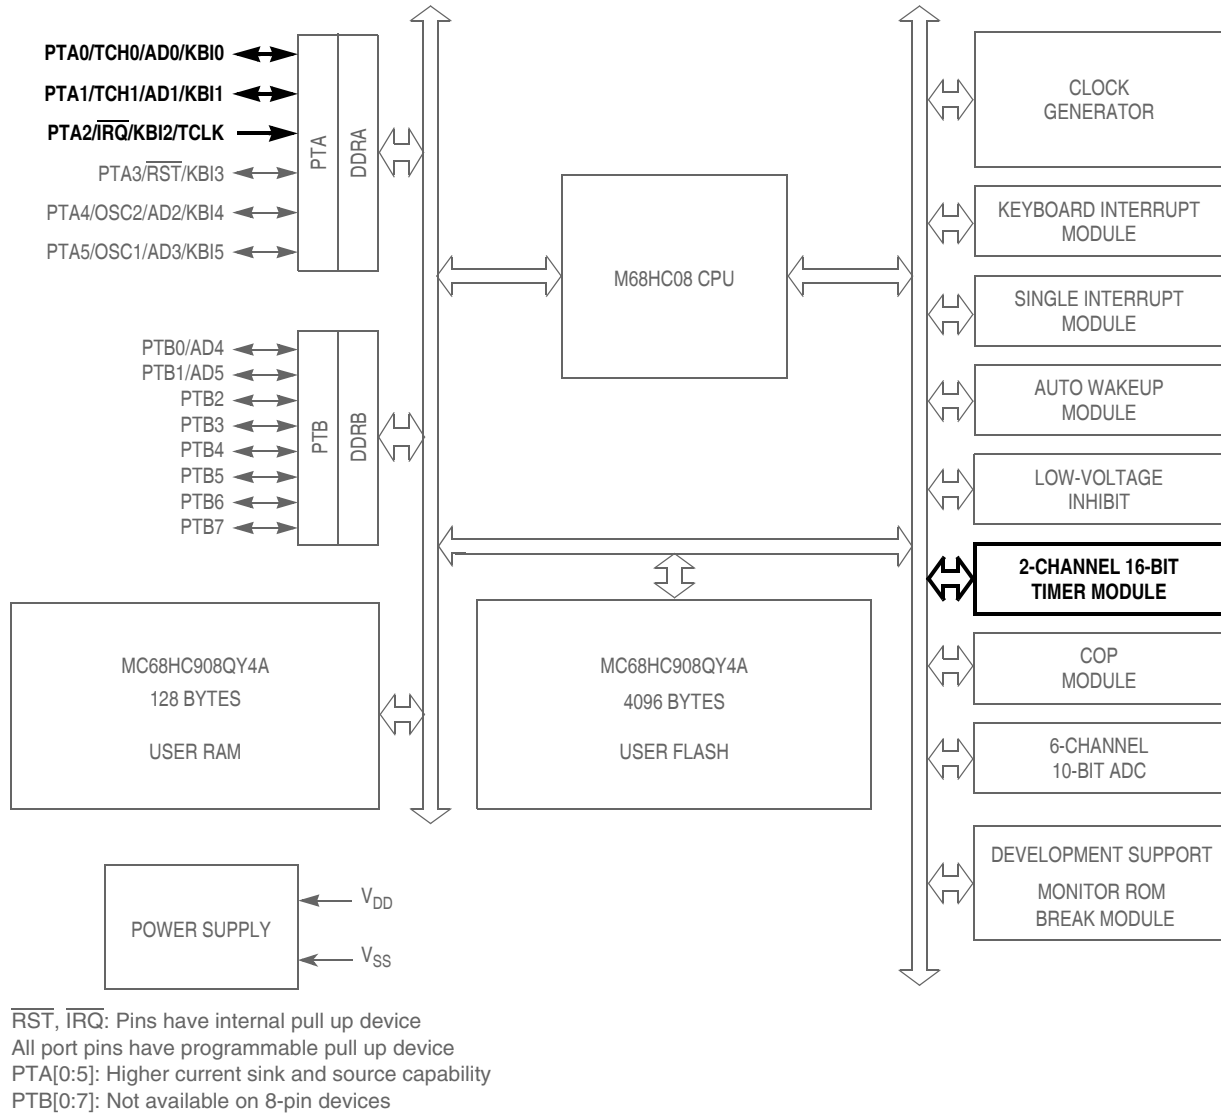 PTA0/TCH0/AD0/KBI0
PTA1/TCH1/AD1/KBI1
PTA2/IRQ/KBI2/TCLK
PTA3/RST/KBI3
PTA4/OSC2/AD2/KBI4
PTA5/OSC1/AD3/KBI5
PTA
DDRA
PTB0/AD4
PTB1/AD5
PTB2
PTB3
PTB4
PTB5
PTB6
PTB7
PTB
DDRB
M68HC08 CPU
CLOCK
GENERATOR
KEYBOARD INTERRUPT
MODULE
SINGLE INTERRUPT
MODULE
AUTO WAKEUP
MODULE
LOW-VOLTAGE
INHIBIT
2-CHANNEL 16-BIT
TIMER MODULE
COP
MODULE
6-CHANNEL
10-BIT ADC
DEVELOPMENT SUPPORT
MONITOR ROM
BREAK MODULE
MC68HC908QY4A
128 BYTES
USER RAM
MC68HC908QY4A
4096 BYTES
USER FLASH
POWER SUPPLY
VDD
VSS
RST, IRQ: Pins have internal pull up device
All port pins have programmable pull up device
PTA[0:5]: Higher current sink and source capability
PTB[0:7]: Not available on 8-pin devices